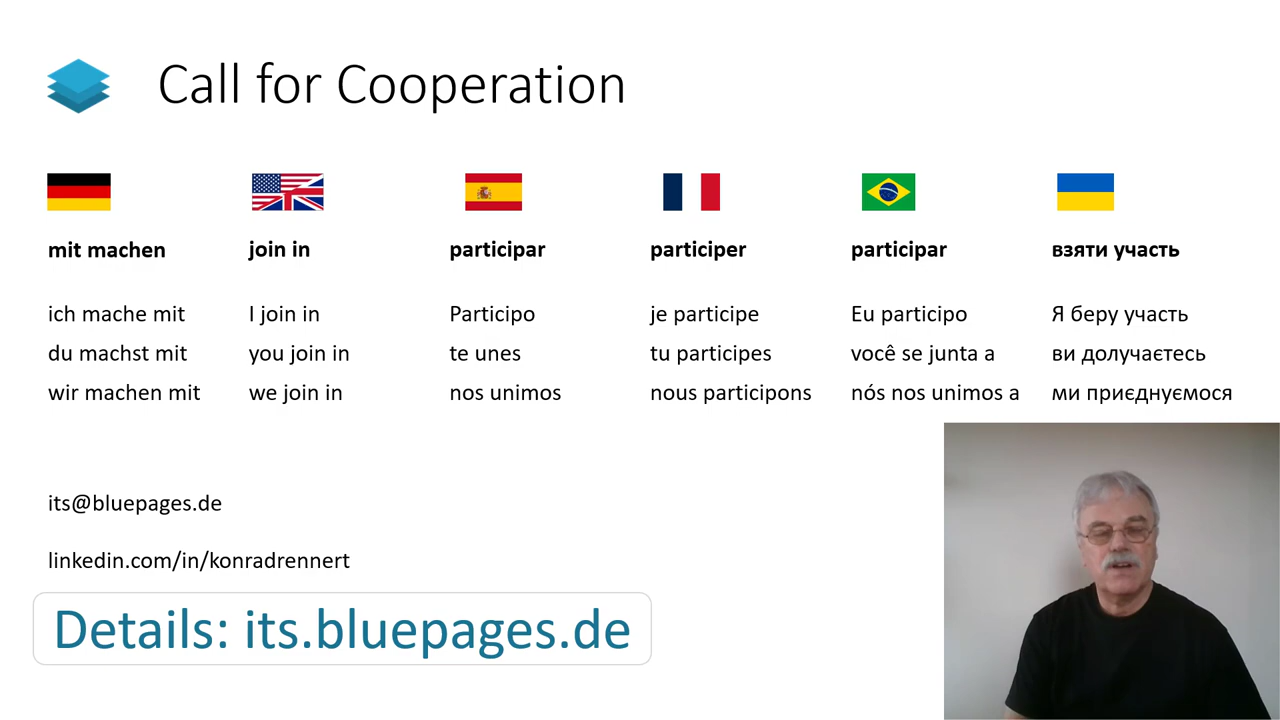 Call for Cooperation
mit machen
ich mache mit
du machst mit
wir machen mit
join in
I join in
you join in
we join in
participar
Participo
te unes
nos unimos
participer
je participe
tu participes
nous participons
participar
Eu participo
você se junta a
nós nos unimos a
взяти участь
Я беру участь
ви долучаєтесь
ми приєднуємося
its@bluepages.de
linkedin.com/in/konradrennert
Details: its.bluepages.de